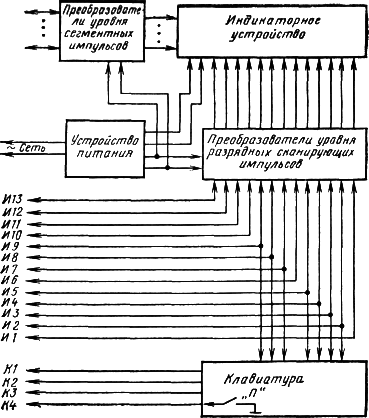 Преобразовате-
ли уровня
сегментных
импульсов
Индикаторное
устройство
~ Сеть
Устройство
питания
Преобразователи уровня
разрядных сканирующих
импульсов
И13
И12
И11
И10
И9
И8
И7
И6
И5
И4
И3
И2
И1
К1
К2
К3
К4
Клавиатура
„П"